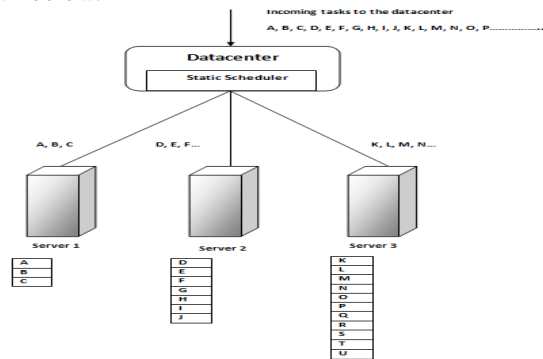 Incoming tasks to the datacenter
A, B, C, D, E, F, G, H, I, J, K, L, M, N, O, P...................
Datacenter
Static Scheduler
A, B, C
D, E, F...
K, L, M, N...
Server 1
Server 2
Server 3
A
B
C
D
E
F
G
H
I
J
K
L
M
N
O
P
Q
R
S
T
U